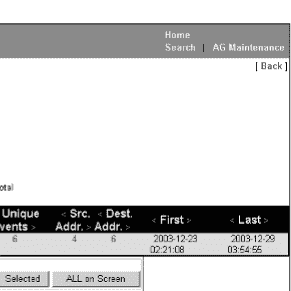 Home
Search | AG Maintenance
[ Back ]
otal
Unique < Src. < Dest.
vents > Addr. > Addr. > < First > < Last >
6 4 6 2003-12-23 2003-12-29
02:21:08 03:54:55
Selected ALL on Screen